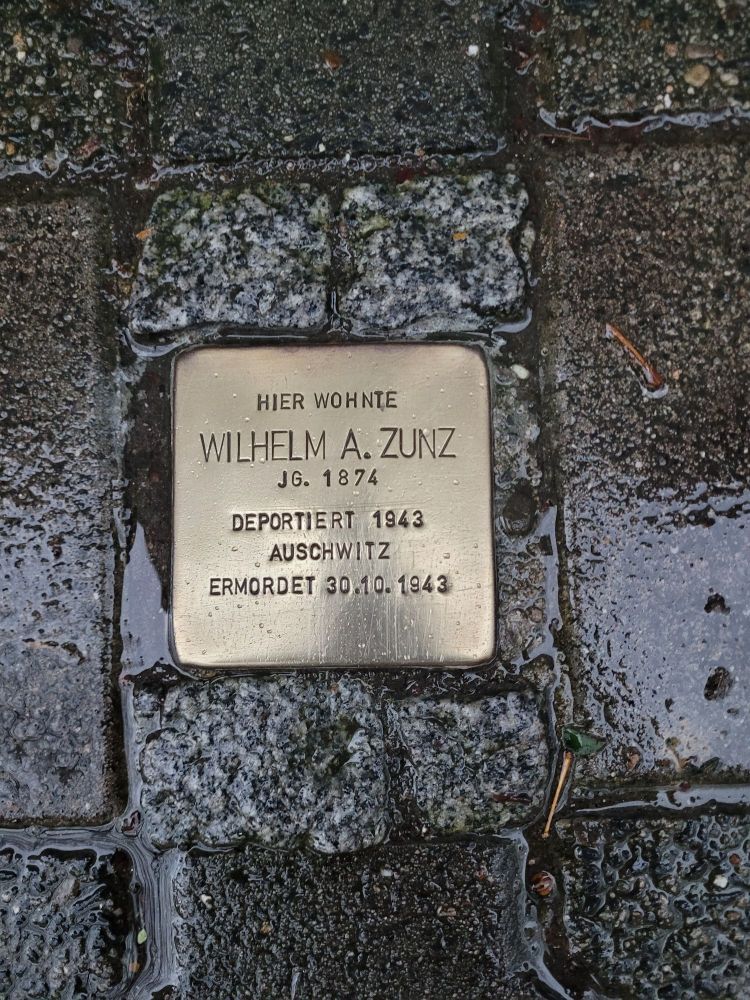 HIER WOHNTE
WILHELM A. ZUNZ
JG. 1874
DEPORTIERT 1943
AUSCHWITZ
ERMORDET 30.10.1943